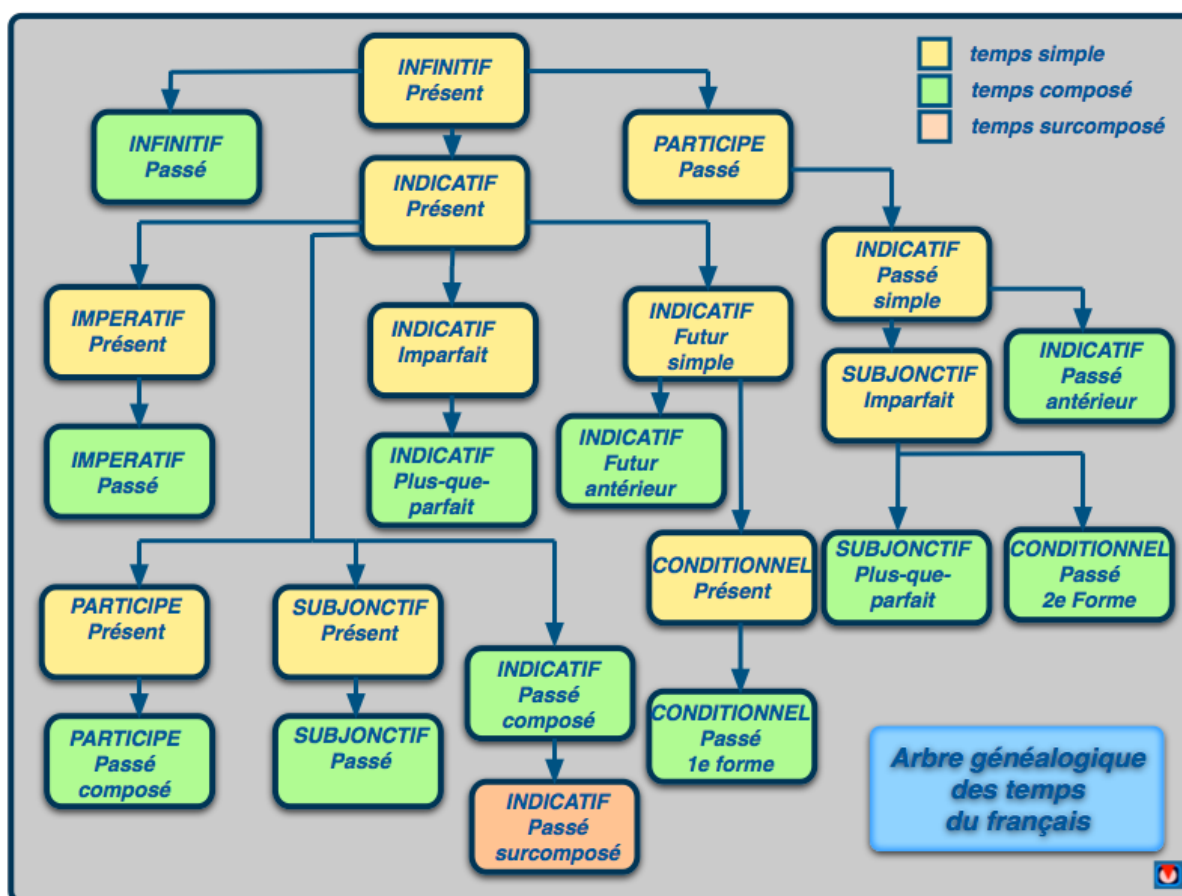 INFINITIF
Présent
temps simple
temps composé
temps surcomposé
INFINITIF
Passé
PARTICIPE
Passé
INDICATIF
Présent
INDICATIF
Passé
simple
IMPERATIF
Présent
INDICATIF
Imparfait
INDICATIF
Futur
simple
SUBJONCTIF
Imparfait
INDICATIF
Passé
antérieur
IMPERATIF
Passé
INDICATIF
Plus-que-
parfait
INDICATIF
Futur
antérieur
CONDITIONNEL
Présent
SUBJONCTIF
Plus-que-
parfait
CONDITIONNEL
Passé
2e Forme
PARTICIPE
Présent
SUBJONCTIF
Présent
INDICATIF
Passé
composé
PARTICIPE
Passé
composé
SUBJONCTIF
Passé
CONDITIONNEL
Passé
1e forme
INDICATIF
Passé
surcomposé
Arbre généalogique
des temps
du français